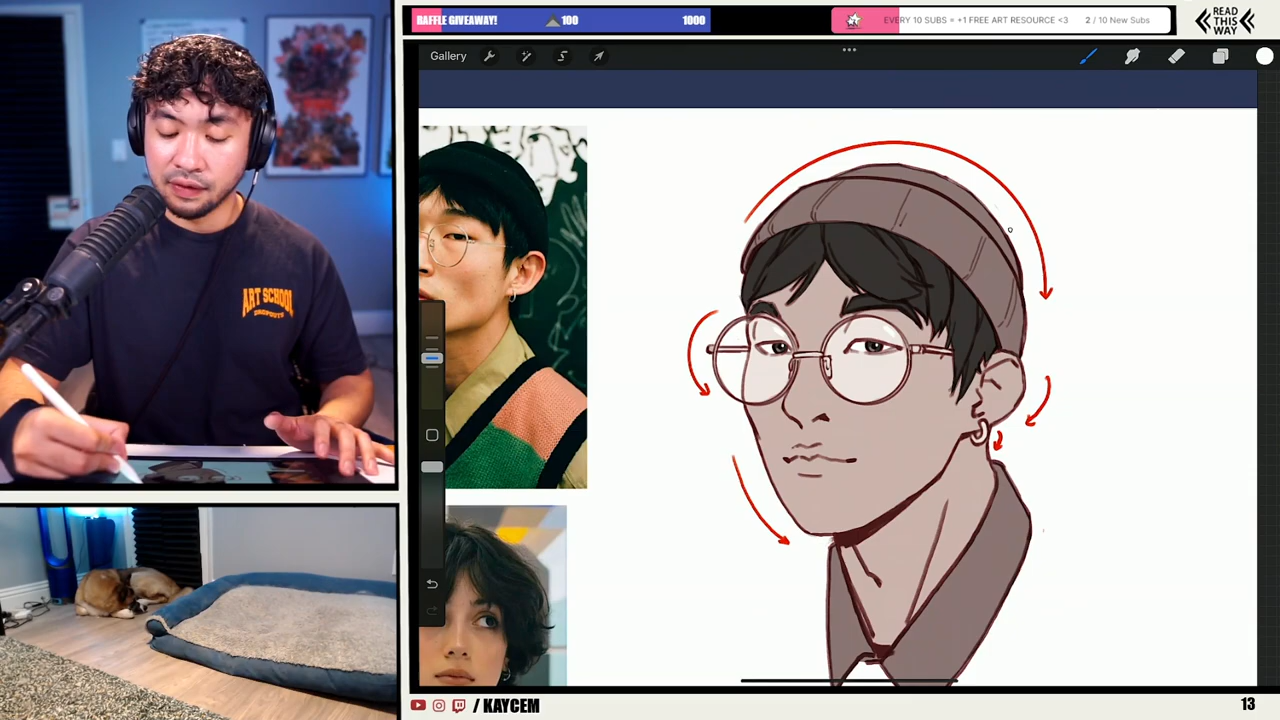 RAFFLE GIVEAWAY!
100
1000
EVERY 10 SUBS = +1 FREE ART RESOURCE <3
2 / 10 New Subs
READ
THIS
WAY
Gallery
ART SCHOOL
DROPOUTS
/ KAYCEM
13